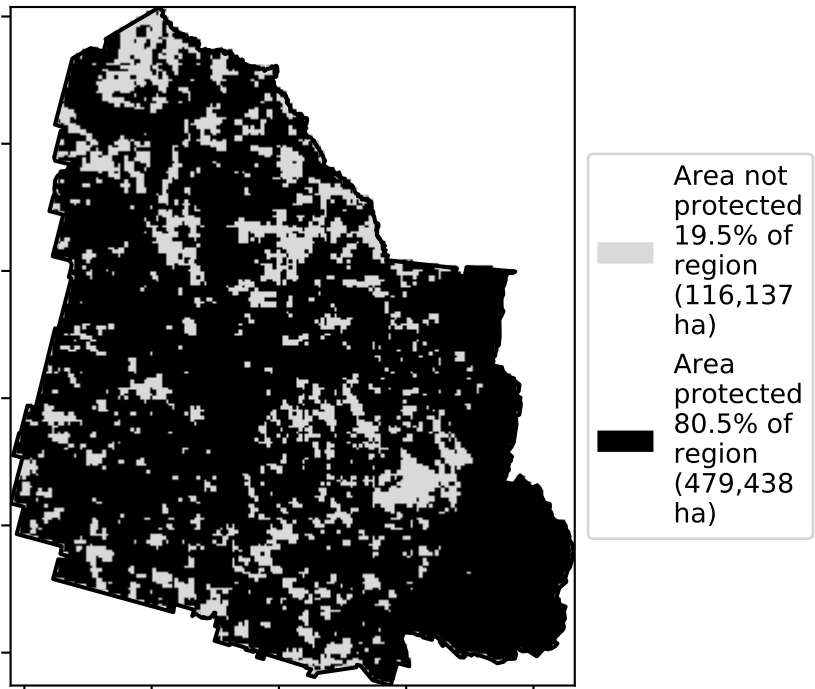 Area not
protected
19.5% of
region
(116,137
ha)
Area
protected
80.5% of
region
(479,438
ha)